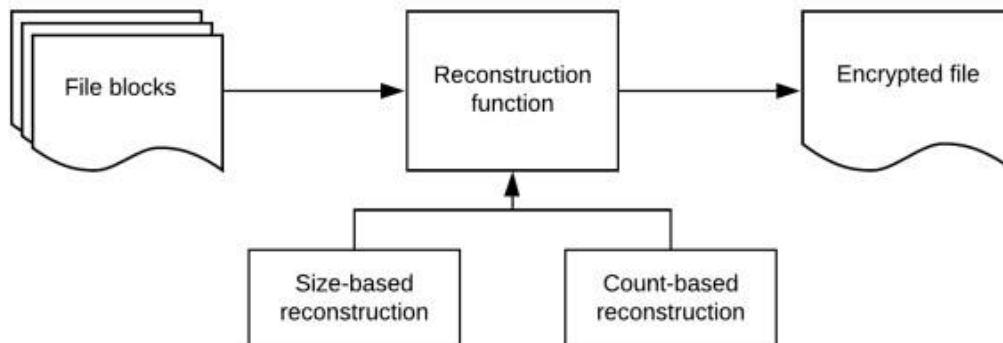 File blocks
Reconstruction
function
Encrypted file
Size-based
reconstruction
Count-based
reconstruction